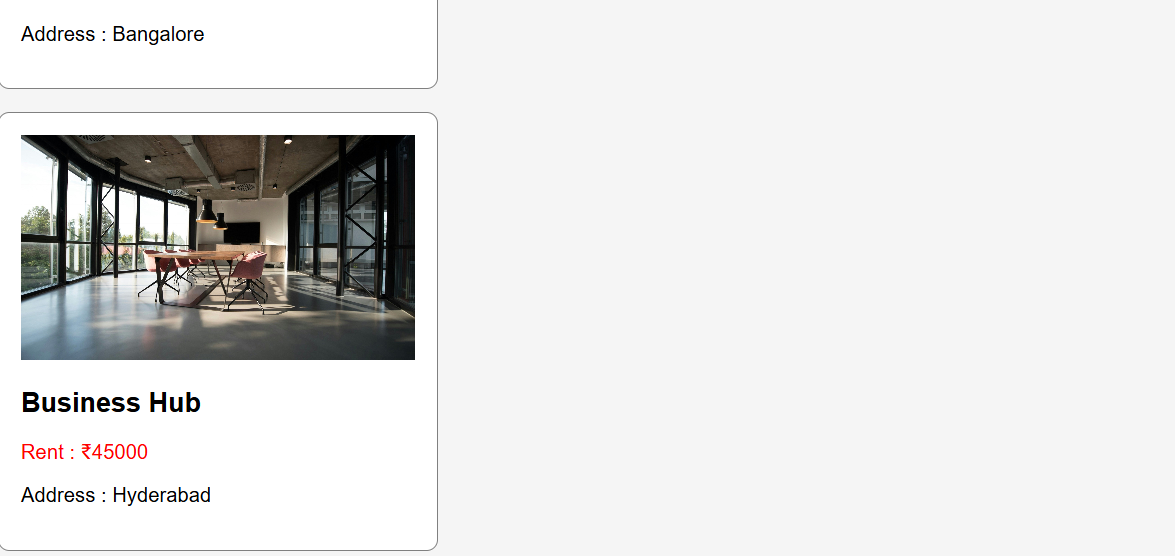 Address : Bangalore
Business Hub
Rent : ₹45000
Address : Hyderabad